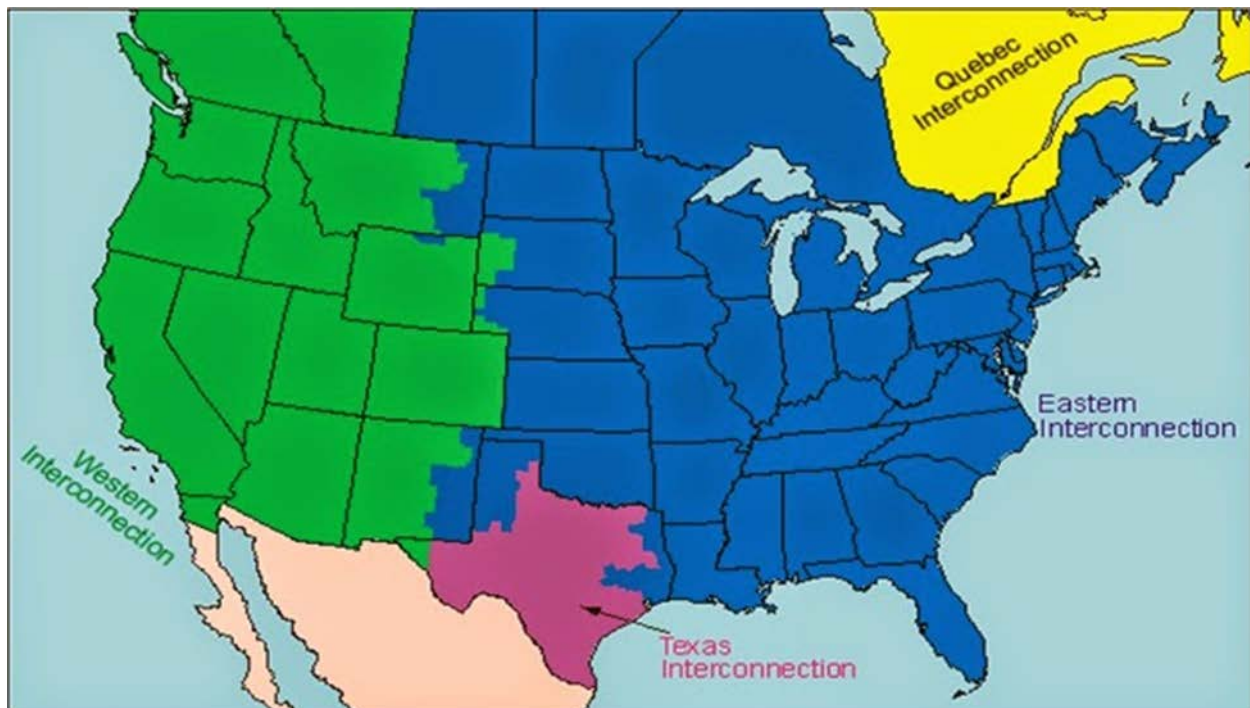 Quebec
Interconnection
Eastern
Interconnection
Western
Interconnection
Texas
Interconnection